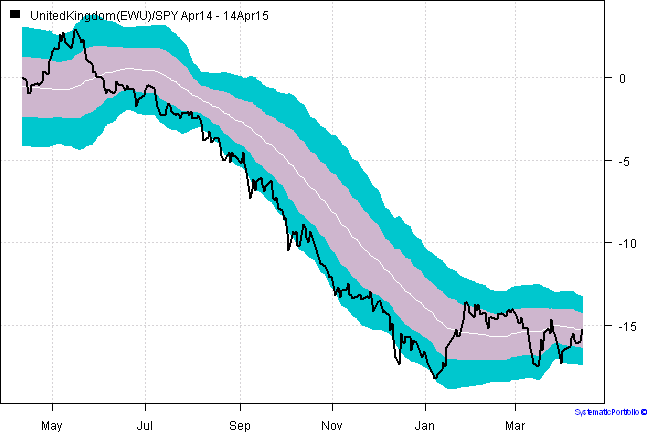 UnitedKingdom(EWU)/SPY Apr14 - 14Apr15
0
-5
-10
-15
May Jul Sep Nov Jan Mar
SystematicPortfolio ©